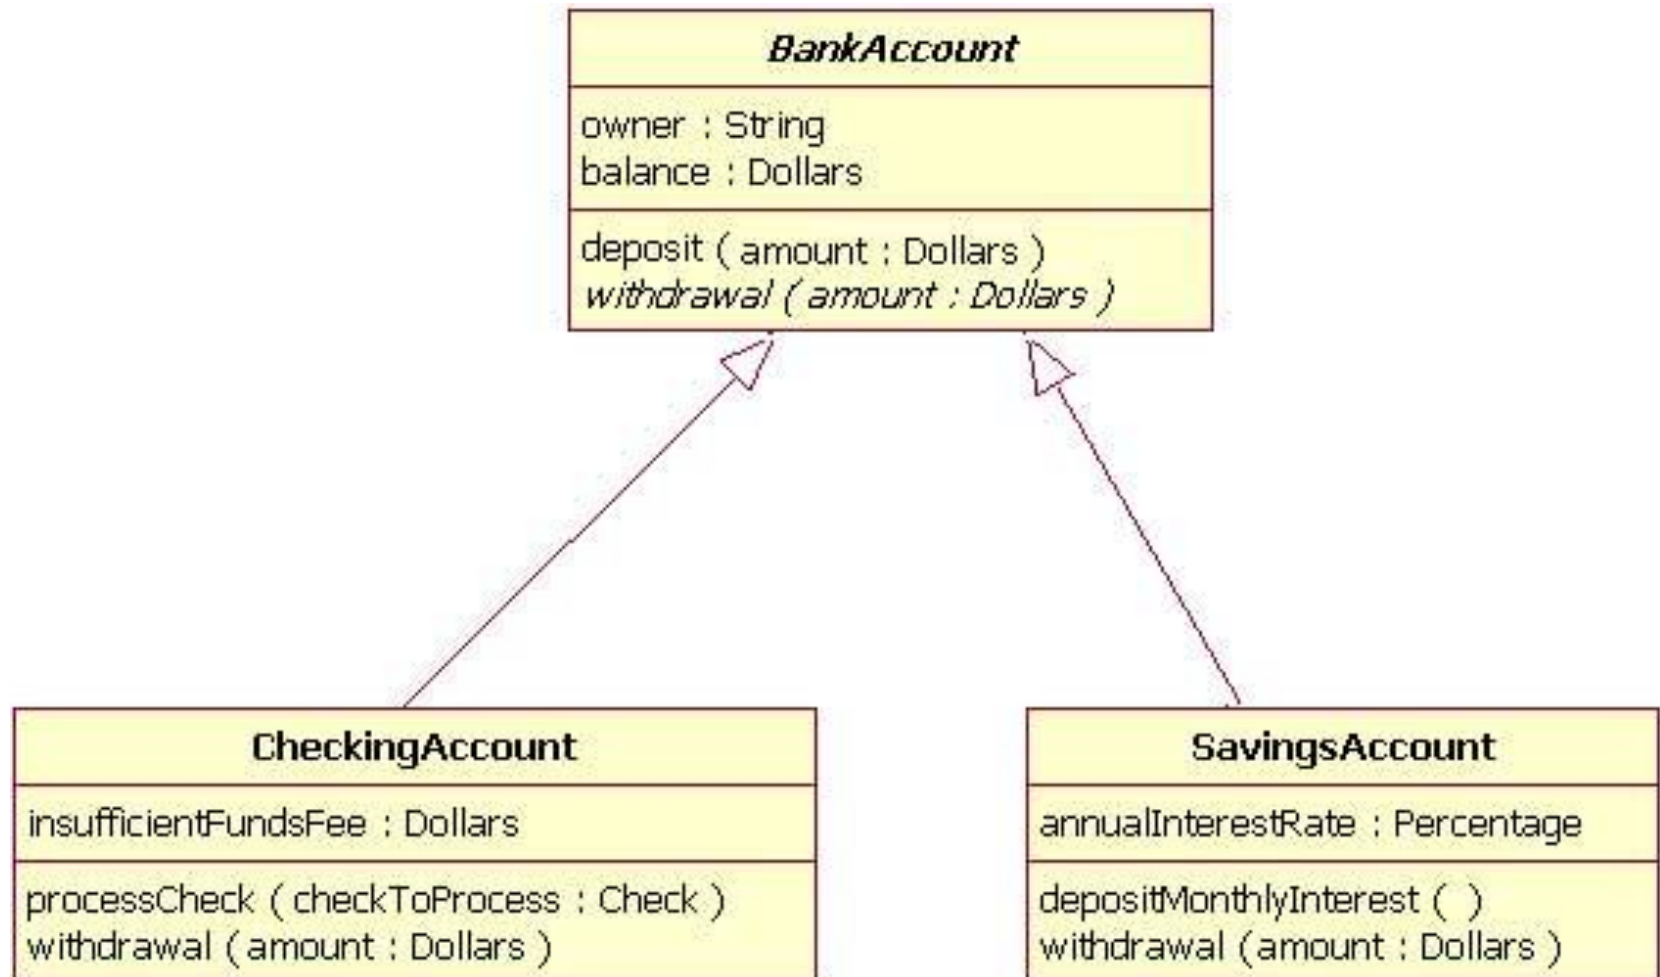 BankAccount
owner : String
balance : Dollars
deposit ( amount : Dollars )
withdrawal ( amount : Dollars )
CheckingAccount
insufficientFundsFee : Dollars
processCheck ( checkToProcess : Check )
withdrawal ( amount : Dollars )
SavingsAccount
annualInterestRate : Percentage
depositMonthlyInterest ( )
withdrawal ( amount : Dollars )